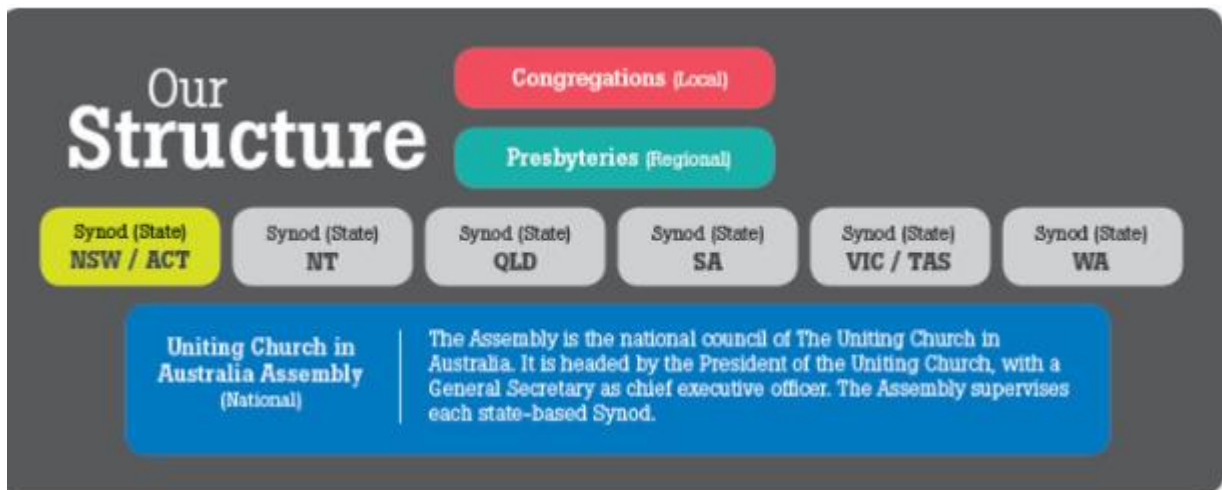 Our
Structure
Congregations (Local)
Presbyteries (Regional)
Synod (State)
NSW / ACT
Synod (State)
NT
Synod (State)
QLD
Synod (State)
SA
Synod (State)
VIC / TAS
Synod (State)
WA
Uniting Church in
Australia Assembly
(National)
The Assembly is the national council of The Uniting Church in
Australia. It is headed by the President of the Uniting Church, with a
General Secretary as chief executive officer. The Assembly supervises
each state-based Synod.